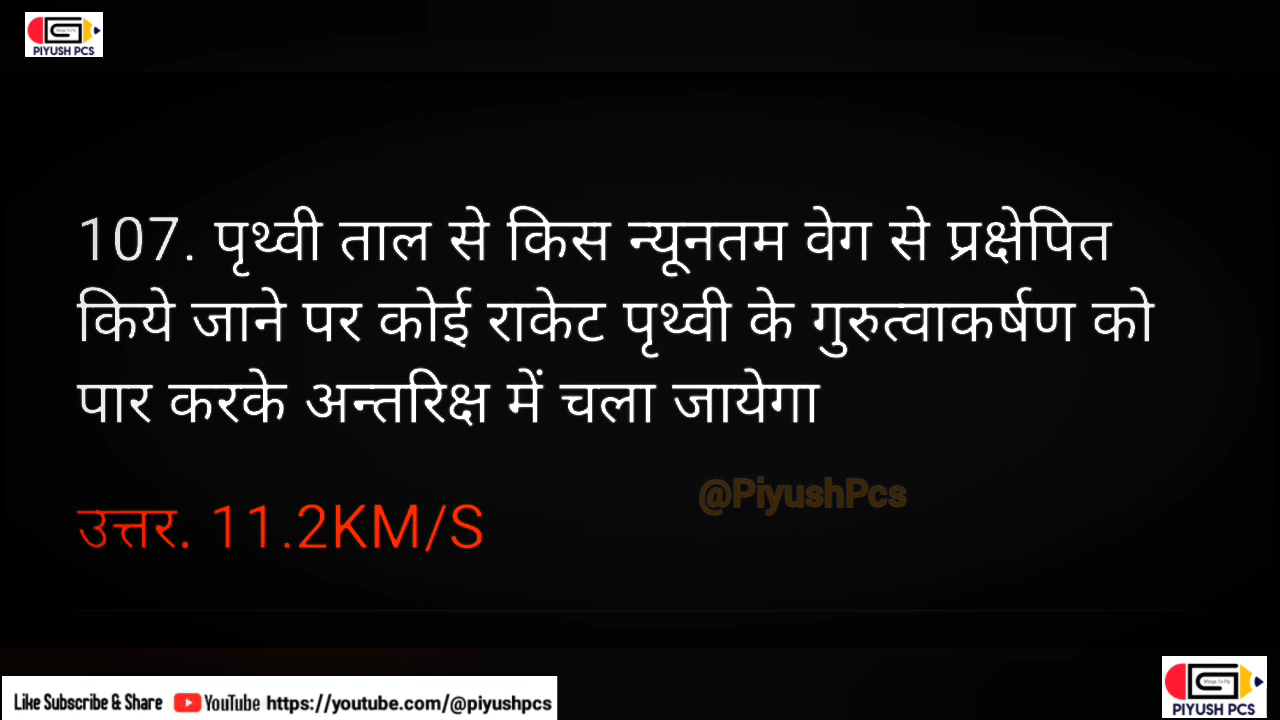 PIYUSH PCS
107. पृथ्वी ताल से किस न्यूनतम वेग से प्रक्षेपित
किये जाने पर कोई राकेट पृथ्वी के गुरुत्वाकर्षण को
पार करके अन्तरिक्ष में चला जायेगा
@PiyushPcs
उत्तर. 11.2KM/S
Like Subscribe & Share YouTube https://youtube.com/@piyushpcs
PIYUSH PCS